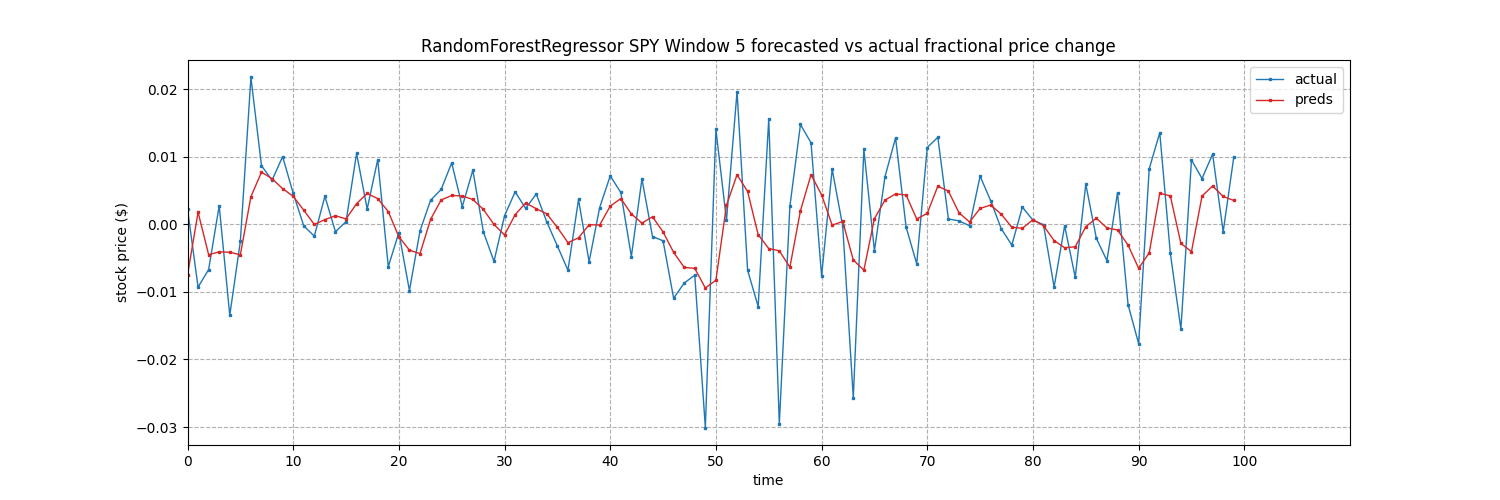 RandomForestRegressor SPY Window 5 forecasted vs actual fractional price change
actual
preds
stock price ($)
0.02
0.01
0.00
−0.01
−0.02
−0.03
0 10 20 30 40 50 60 70 80 90 100
time